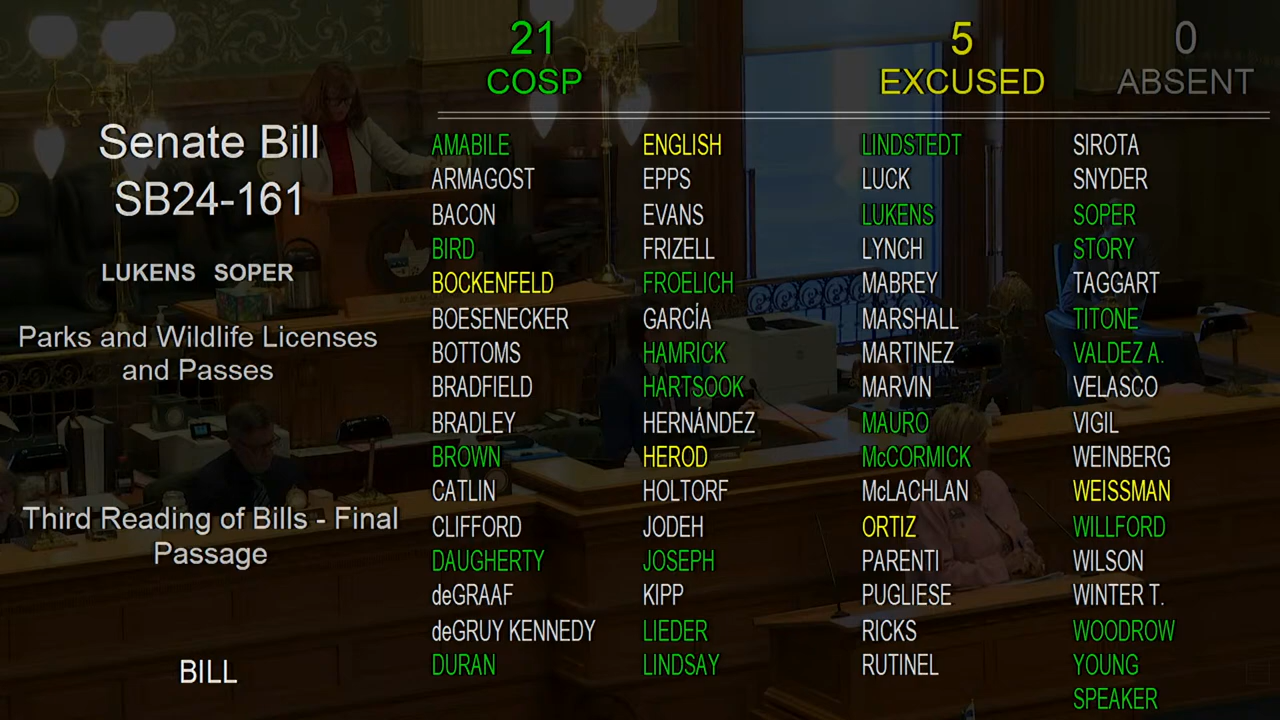 21 5 0
COSP EXCUSED ABSENT
Senate Bill
SB24-161
LUKENS SOPER
Parks and Wildlife Licenses
and Passes
Third Reading of Bills - Final
Passage
BILL
AMABILE
ARMAGOST
BACON
BIRD
BOCKENFELD
BOESENECKER
BOTTOMS
BRADFIELD
BRADLEY
BROWN
CATLIN
CLIFFORD
DAUGHERTY
deGRAAF
deGRUY KENNEDY
DURAN
ENGLISH
EPPS
EVANS
FRIZELL
FROELICH
GARCÍA
HAMRICK
HARTSOOK
HERNÁNDEZ
HEROD
HOLTORF
JODEH
JOSEPH
KIPP
LIEDER
LINDSAY
LINDSTEDT
LUCK
LUKENS
LYNCH
MABREY
MARSHALL
MARTINEZ
MARVIN
MAURO
McCORMICK
McLACHLAN
ORTIZ
PARENTI
PUGLIESE
RICKS
RUTINEL
SIROTA
SNYDER
SOPER
STORY
TAGGART
TITONE
VALDEZ A.
VELASCO
VIGIL
WEINBERG
WEISSMAN
WILLFORD
WILSON
WINTER T.
WOODROW
YOUNG
SPEAKER